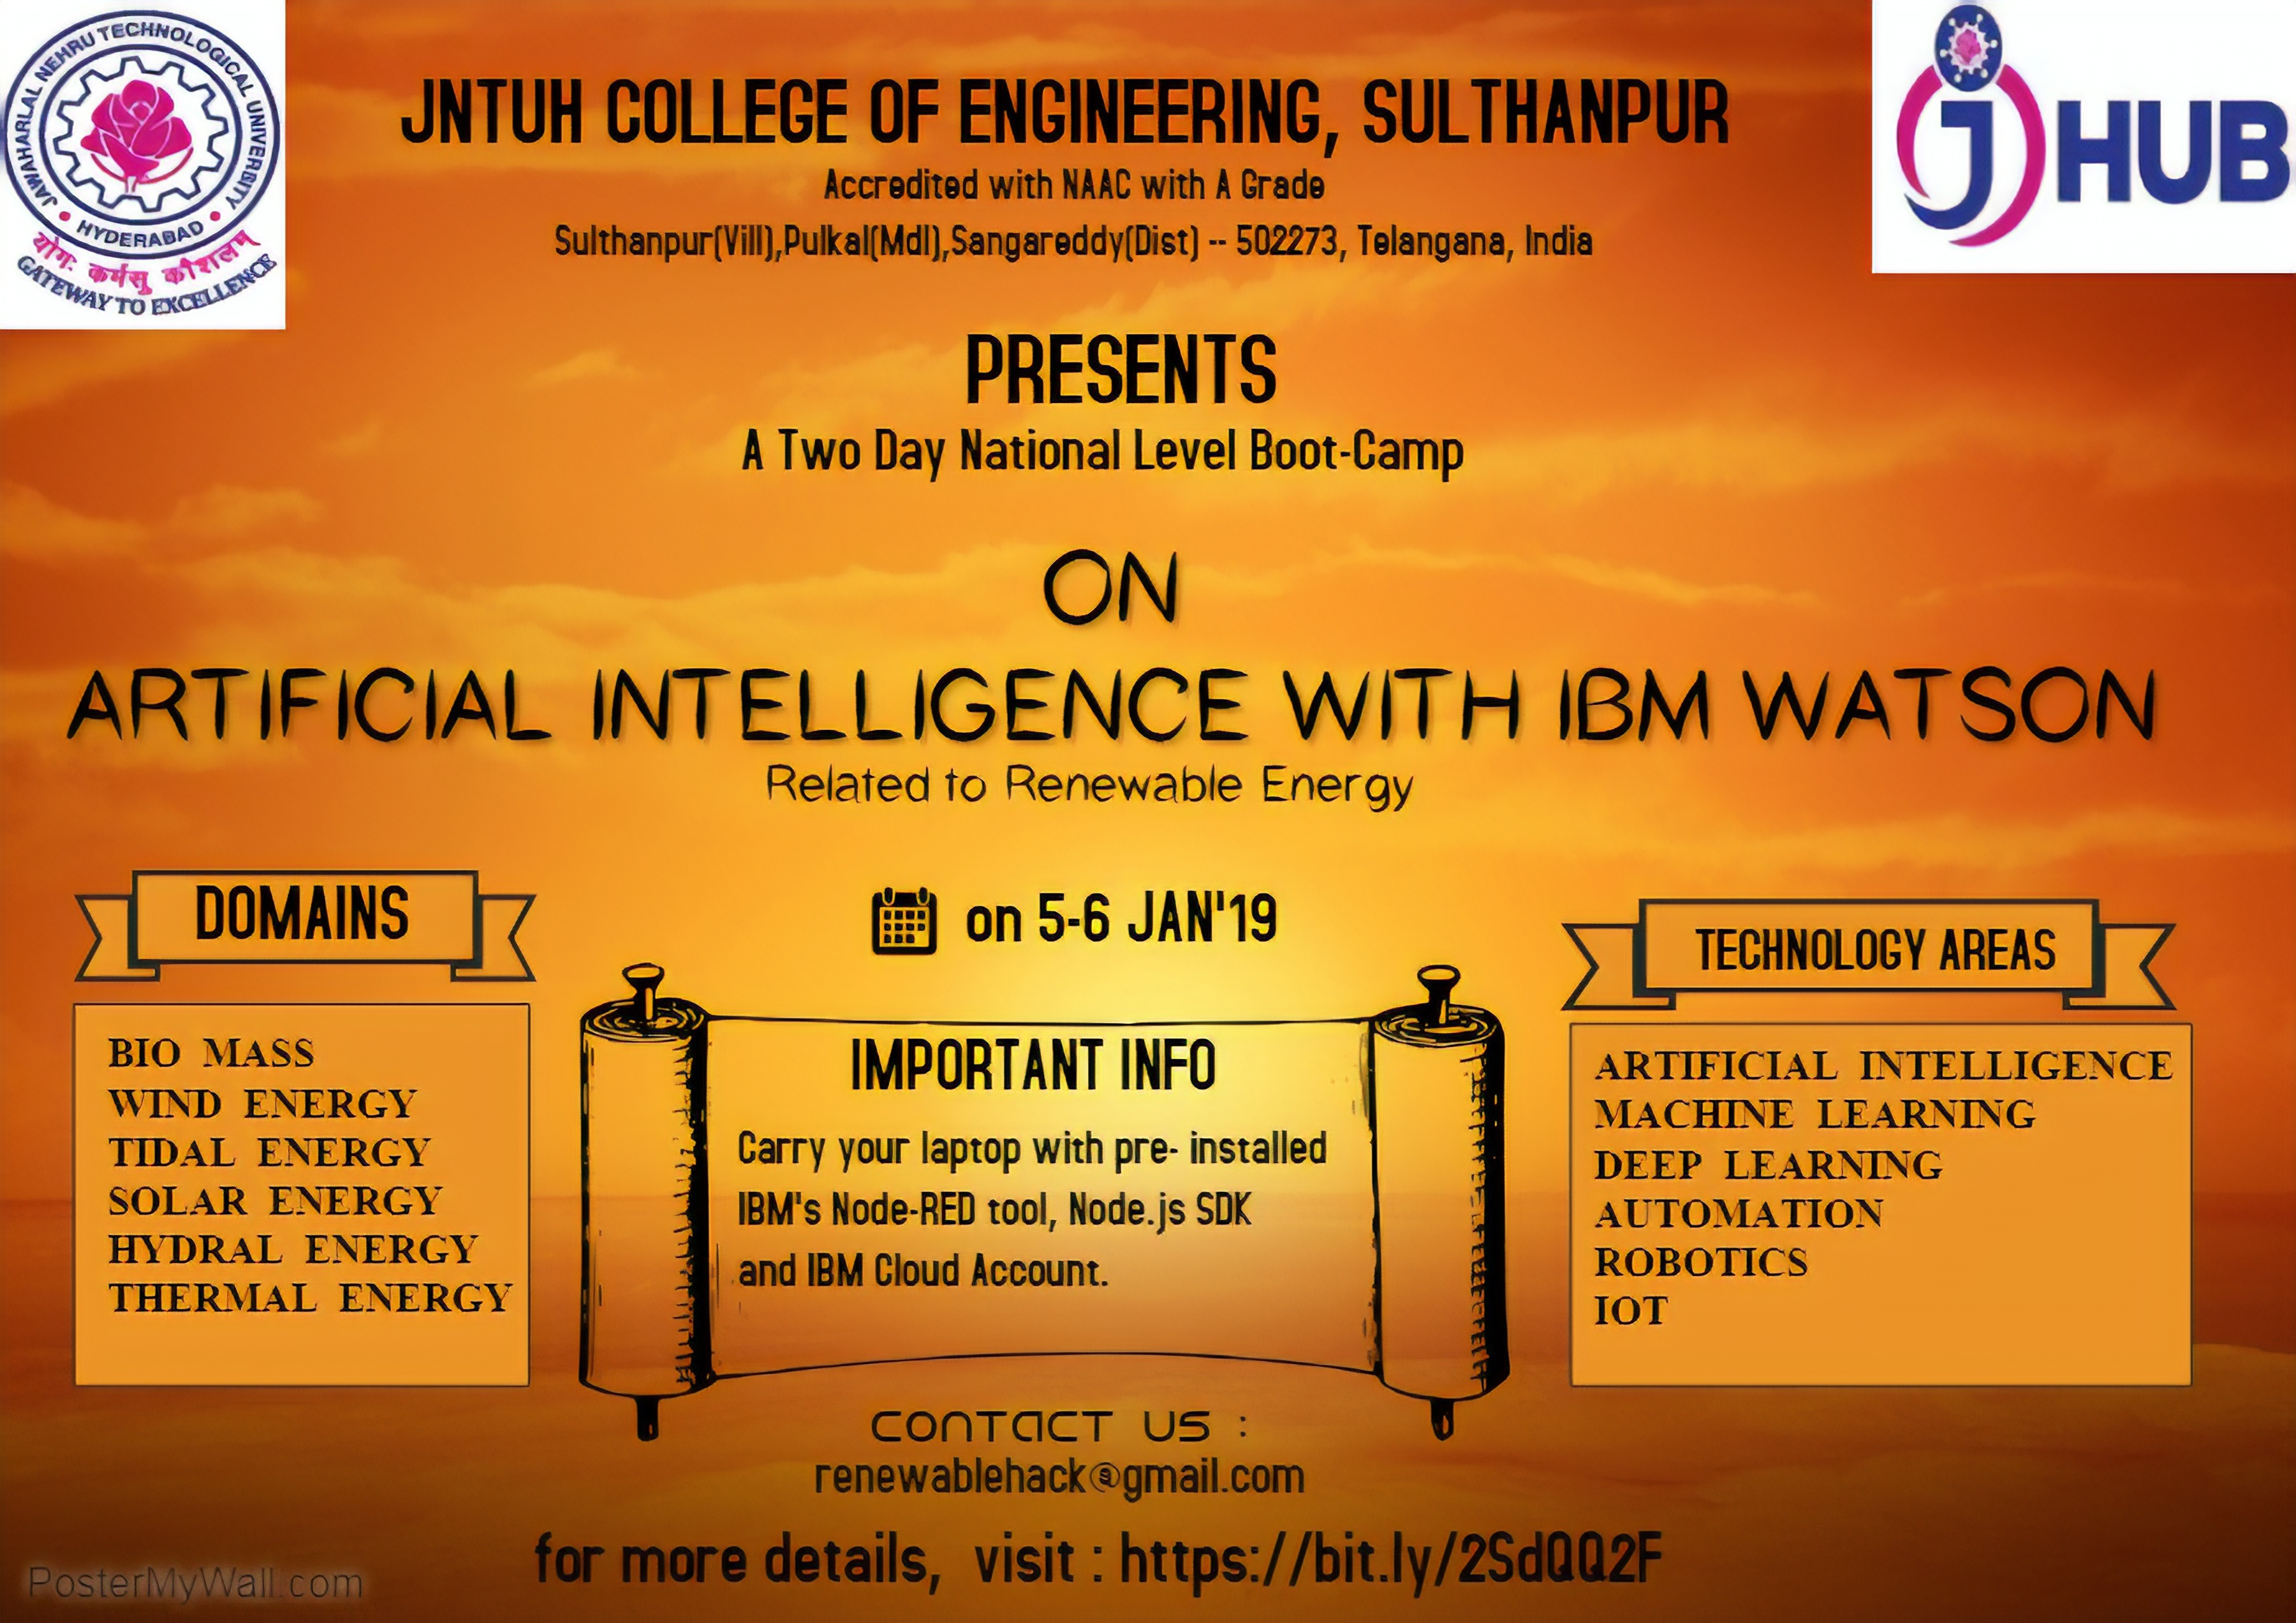 JAWAHARLAL NEHRU TECHNOLOGICAL UNIVERSITY
HYDERABAD
योगः कर्मसु कौशलम्
GATEWAY TO EXCELLENCE
J HUB
JNTUH COLLEGE OF ENGINEERING, SULTHANPUR
Accredited with NAAC with A Grade
Sulthanpur(Vill),Pulkal(Mdl),Sangareddy(Dist) -- 502273, Telangana, India
PRESENTS
A Two Day National Level Boot-Camp
ON
ARTIFICIAL INTELLIGENCE WITH IBM WATSON
Related to Renewable Energy
on 5-6 JAN'19
DOMAINS
BIO MASS
WIND ENERGY
TIDAL ENERGY
SOLAR ENERGY
HYDRAL ENERGY
THERMAL ENERGY
IMPORTANT INFO
Carry your laptop with pre- installed
IBM's Node-RED tool, Node.js SDK
and IBM Cloud Account.
TECHNOLOGY AREAS
ARTIFICIAL INTELLIGENCE
MACHINE LEARNING
DEEP LEARNING
AUTOMATION
ROBOTICS
IOT
CONTACT US :
renewablehack@gmail.com
for more details, visit : https://bit.ly/2SdQQ2F
PosterMyWall.com